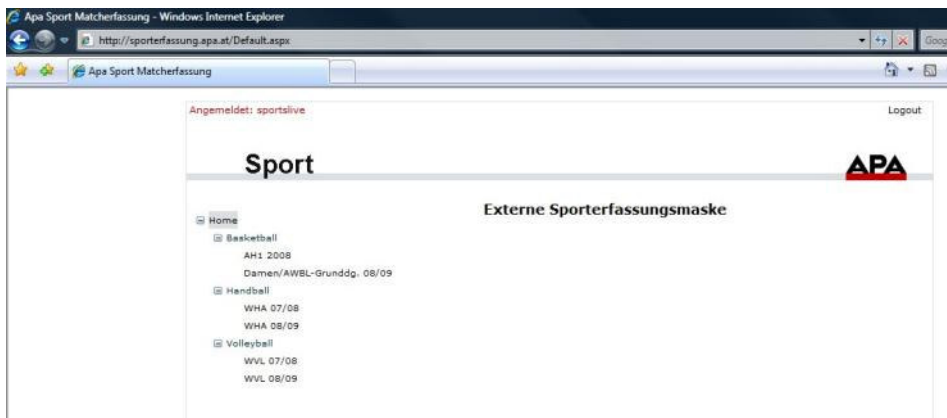 Apa Sport Matcherfassung - Windows Internet Explorer
http://sporterfassung.apa.at/Default.aspx
Goog
Apa Sport Matcherfassung
Angemeldet: sportslive
Logout
Sport
APA
Externe Sporterfassungsmaske
Home
Basketball
AH1 2008
Damen/AWBL-Grunddg. 08/09
Handball
WHA 07/08
WHA 08/09
Volleyball
WVL 07/08
WVL 08/09